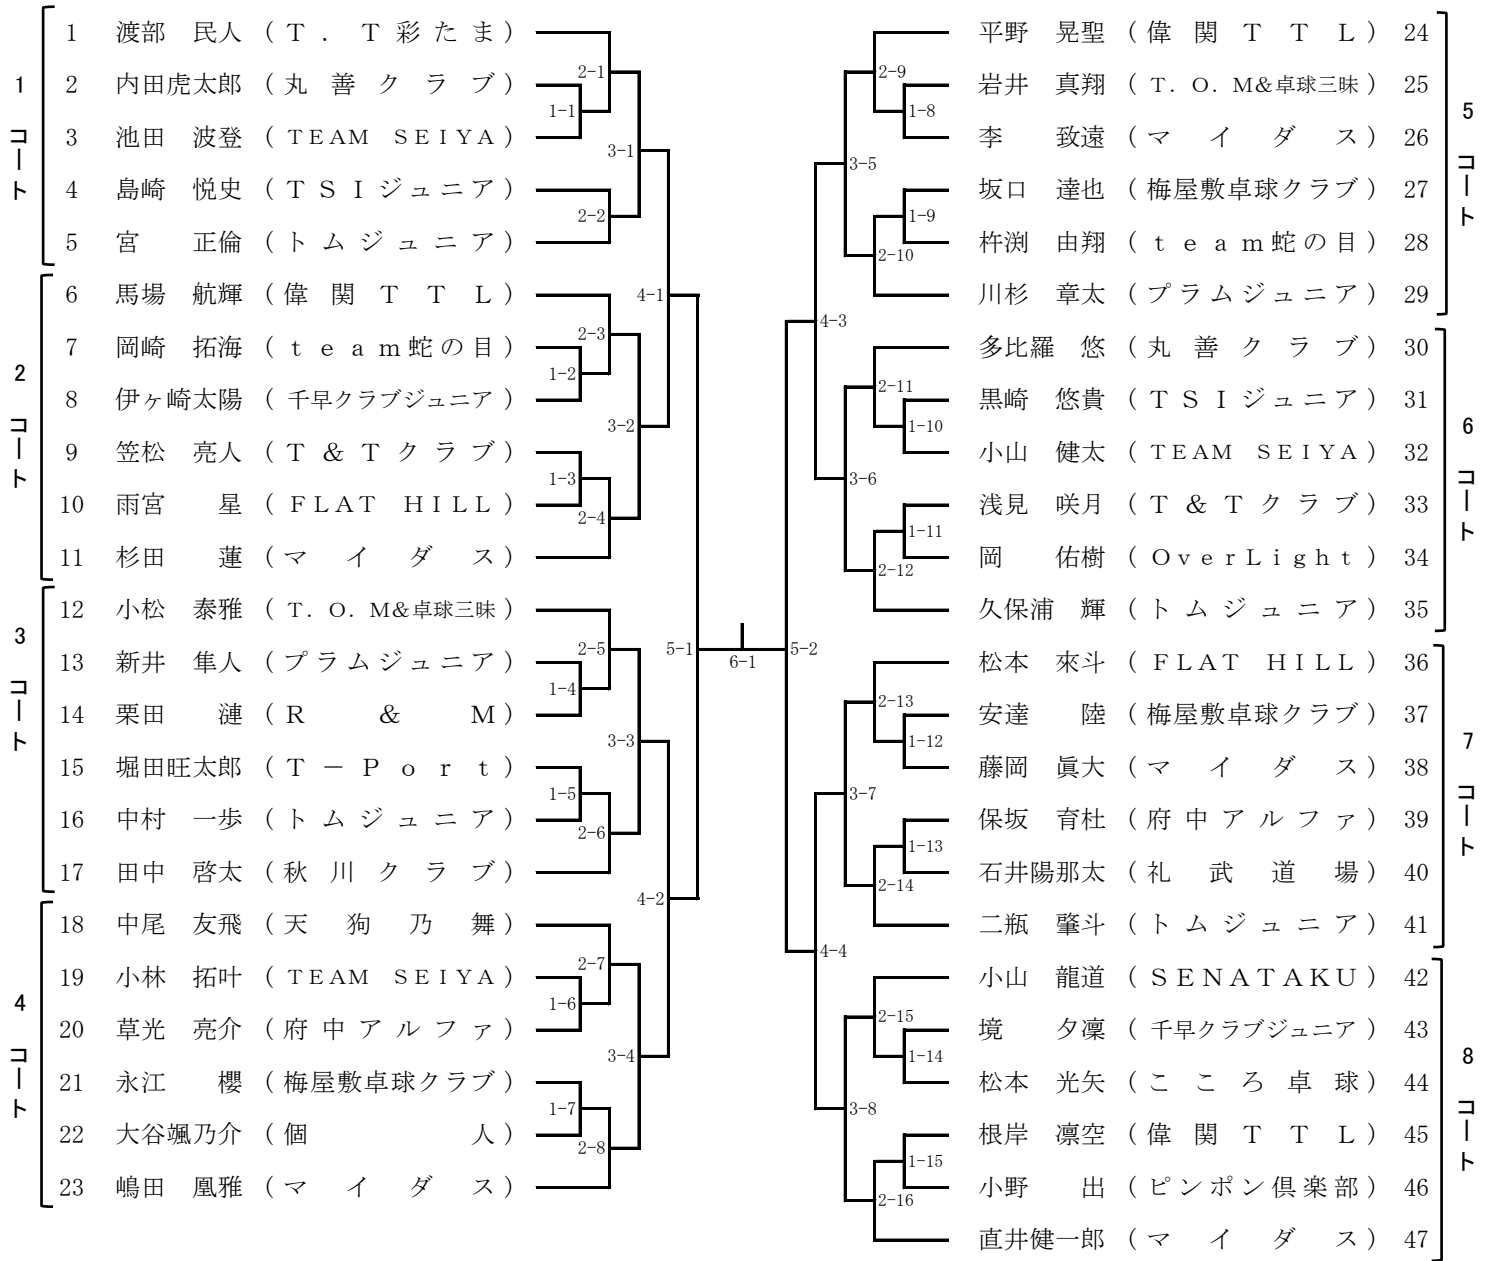 1コート
1 渡部 民人 （Ｔ．Ｔ彩たま）
2 内田虎太郎 （丸善クラブ）
3 池田 波登 （TEAM SEIYA）
4 島崎 悦史 （ＴＳＩジュニア）
5 宮 正倫 （トムジュニア）
2コート
6 馬場 航輝 （偉関ＴＴＬ）
7 岡崎 拓海 （ｔｅａｍ蛇の目）
8 伊ヶ崎太陽 （千早クラブジュニア）
9 笠松 亮人 （Ｔ＆Ｔクラブ）
10 雨宮 星 （FLAT HILL）
11 杉田 蓮 （マイダス）
3コート
12 小松 泰雅 （T．O．M&卓球三昧）
13 新井 隼人 （プラムジュニア）
14 栗田 漣 （Ｒ＆Ｍ）
15 堀田旺太郎 （Ｔ－Ｐｏｒｔ）
16 中村 一歩 （トムジュニア）
17 田中 啓太 （秋川クラブ）
4コート
18 中尾 友飛 （天狗乃舞）
19 小林 拓叶 （TEAM SEIYA）
20 草光 亮介 （府中アルファ）
21 永江 櫻 （梅屋敷卓球クラブ）
22 大谷颯乃介 （個人）
23 嶋田 凰雅 （マイダス）
1-1
1-2
1-3
1-4
1-5
1-6
1-7
2-1
2-2
2-3
2-4
2-5
2-6
2-7
2-8
3-1
3-2
3-3
3-4
4-1
4-2
5-1
6-1
5-2
4-3
4-4
3-5
3-6
3-7
3-8
2-9
2-10
2-11
2-12
2-13
2-14
2-15
2-16
1-8
1-9
1-10
1-11
1-12
1-13
1-14
1-15
平野 晃聖 （偉関ＴＴＬ） 24
岩井 真翔 （T．O．M&卓球三昧） 25
李 致遠 （マイダス） 26
坂口 達也 （梅屋敷卓球クラブ） 27
杵渕 由翔 （ｔｅａｍ蛇の目） 28
川杉 章太 （プラムジュニア） 29
5コート
多比羅 悠 （丸善クラブ） 30
黒崎 悠貴 （ＴＳＩジュニア） 31
小山 健太 （TEAM SEIYA） 32
浅見 咲月 （Ｔ＆Ｔクラブ） 33
岡 佑樹 （ＯｖｅｒＬｉｇｈｔ） 34
久保浦 輝 （トムジュニア） 35
6コート
松本 來斗 （FLAT HILL） 36
安達 陸 （梅屋敷卓球クラブ） 37
藤岡 眞大 （マイダス） 38
保坂 育杜 （府中アルファ） 39
石井陽那太 （礼武道場） 40
二瓶 肇斗 （トムジュニア） 41
7コート
小山 龍道 （ＳＥＮＡＴＡＫＵ） 42
境 夕凜 （千早クラブジュニア） 43
松本 光矢 （こころ卓球） 44
根岸 凛空 （偉関ＴＴＬ） 45
小野 出 （ピンポン倶楽部） 46
直井健一郎 （マイダス） 47
8コート